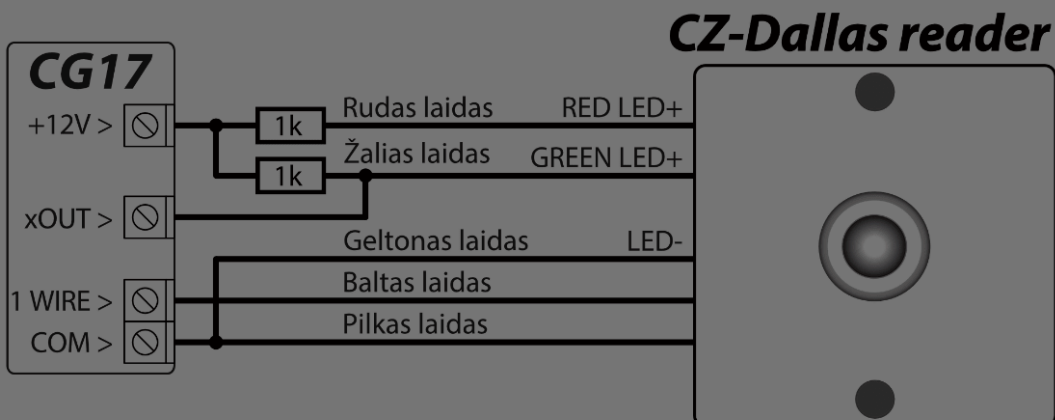 CZ-Dallas reader
CG17
+12V >
1k
Rudas laidas
RED LED+
1k
Žalias laidas
GREEN LED+
xOUT >
Geltonas laidas
LED-
1 WIRE >
Baltas laidas
COM >
Pilkas laidas